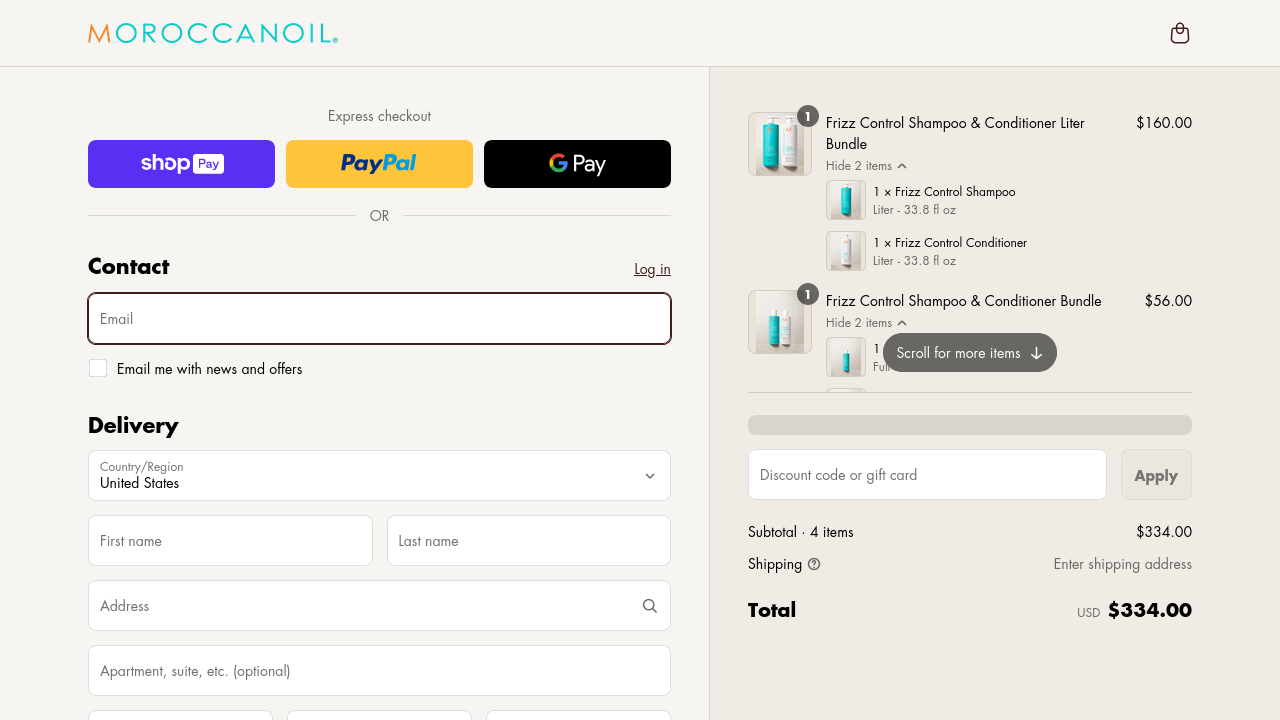 MOROCCANOIL®
Express checkout
shop Pay
PayPal
G Pay
OR
Contact
Log in
Email
Email me with news and offers
Delivery
Country/Region
United States
First name
Last name
Address
Apartment, suite, etc. (optional)
1
Frizz Control Shampoo & Conditioner Liter
Bundle
$160.00
Hide 2 items
1 × Frizz Control Shampoo
Liter - 33.8 fl oz
1 × Frizz Control Conditioner
Liter - 33.8 fl oz
1
Frizz Control Shampoo & Conditioner Bundle
$56.00
Hide 2 items
1
Scroll for more items
Subtotal · 4 items
$334.00
Discount code or gift card
Apply
Shipping
Enter shipping address
Total
USD $334.00